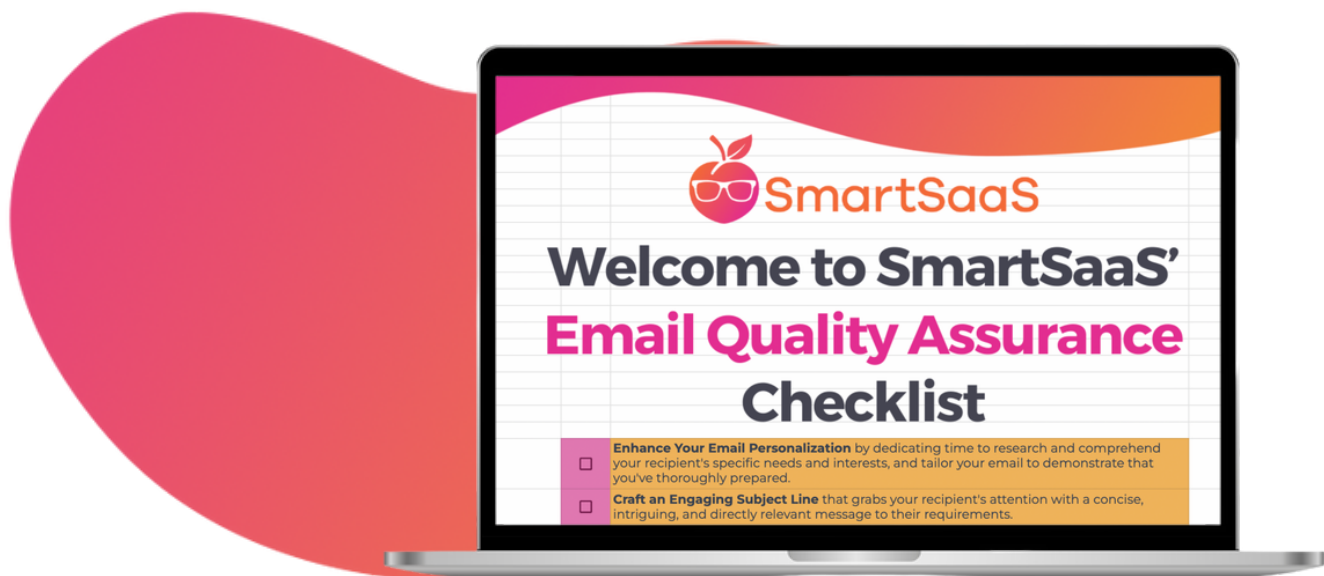 SmartSaaS
Welcome to SmartSaaS’
Email Quality Assurance
Checklist
Enhance Your Email Personalization by dedicating time to research and comprehend
your recipient's specific needs and interests, and tailor your email to demonstrate that
you've thoroughly prepared.
Craft an Engaging Subject Line that grabs your recipient's attention with a concise,
intriguing, and directly relevant message to their requirements.